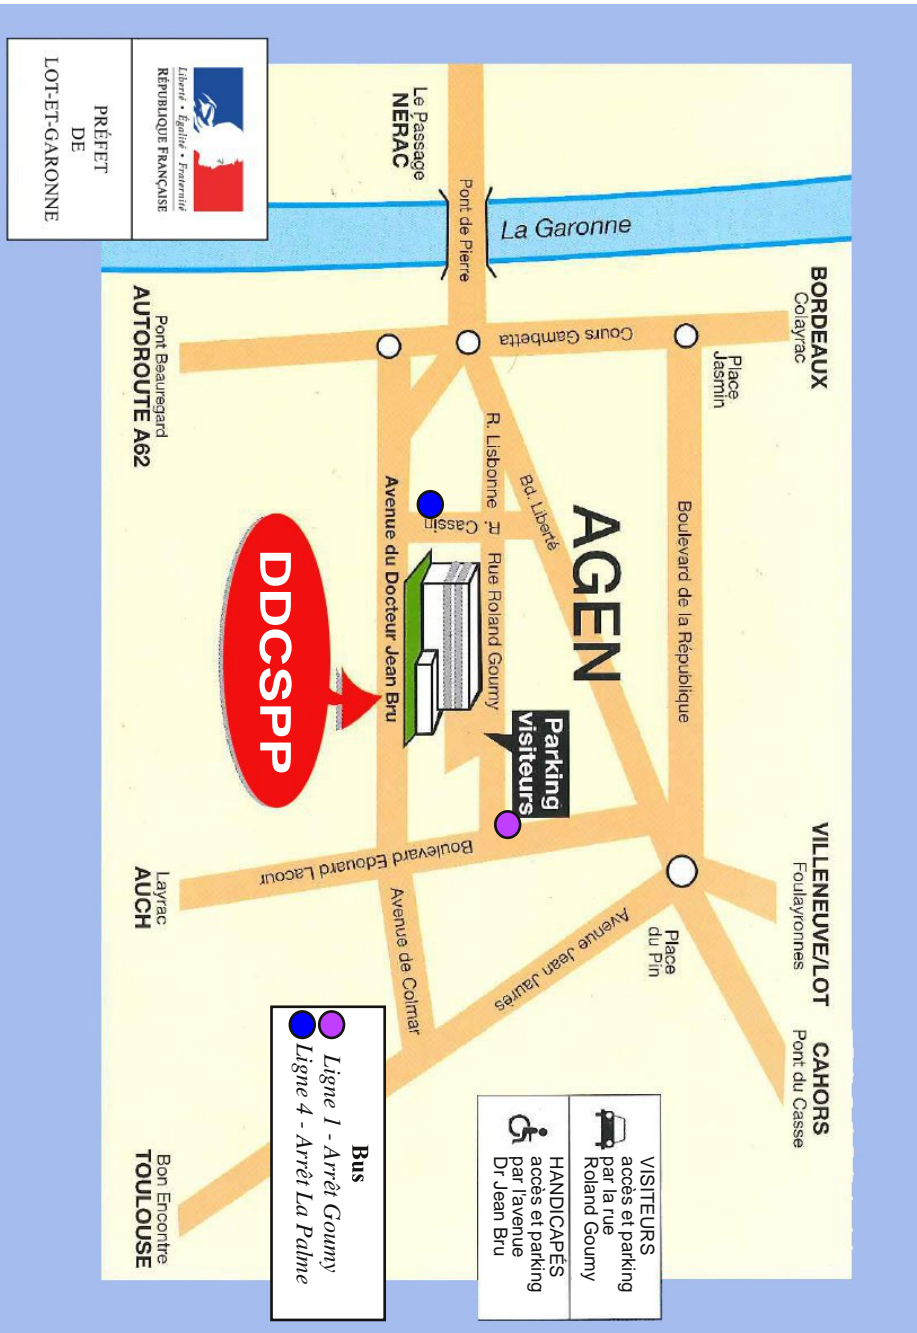 Liberté • Égalité • Fraternité
RÉPUBLIQUE FRANÇAISE
PRÉFET
DE
LOT-ET-GARONNE
BORDEAUX
Colayrac
VILLENEUVE/LOT
Foulayronnes
CAHORS
Pont du Casse
Place
Jasmin
Boulevard de la République
Place
du Pin
La Garonne
Cours Gambetta
AGEN
Bd. Liberté
Parking
visiteurs
Le Passage
NÉRAC
Pont de Pierre
R. Lisbonne
R. Cassin
Rue Roland Goumy
Avenue du Docteur Jean Bru
Boulevard Edouard Lacour
Avenue Jean Jaurès
Avenue de Colmar
DDCSPP
Pont Beauregard
AUTOROUTE A62
Layrac
AUCH
Bon Encontre
TOULOUSE
VISITEURS
accès et parking
par la rue
Roland Goumy
HANDICAPÉS
accès et parking
par l'avenue
Dr Jean Bru
Bus
Ligne 1 - Arrêt Goumy
Ligne 4 - Arrêt La Palme